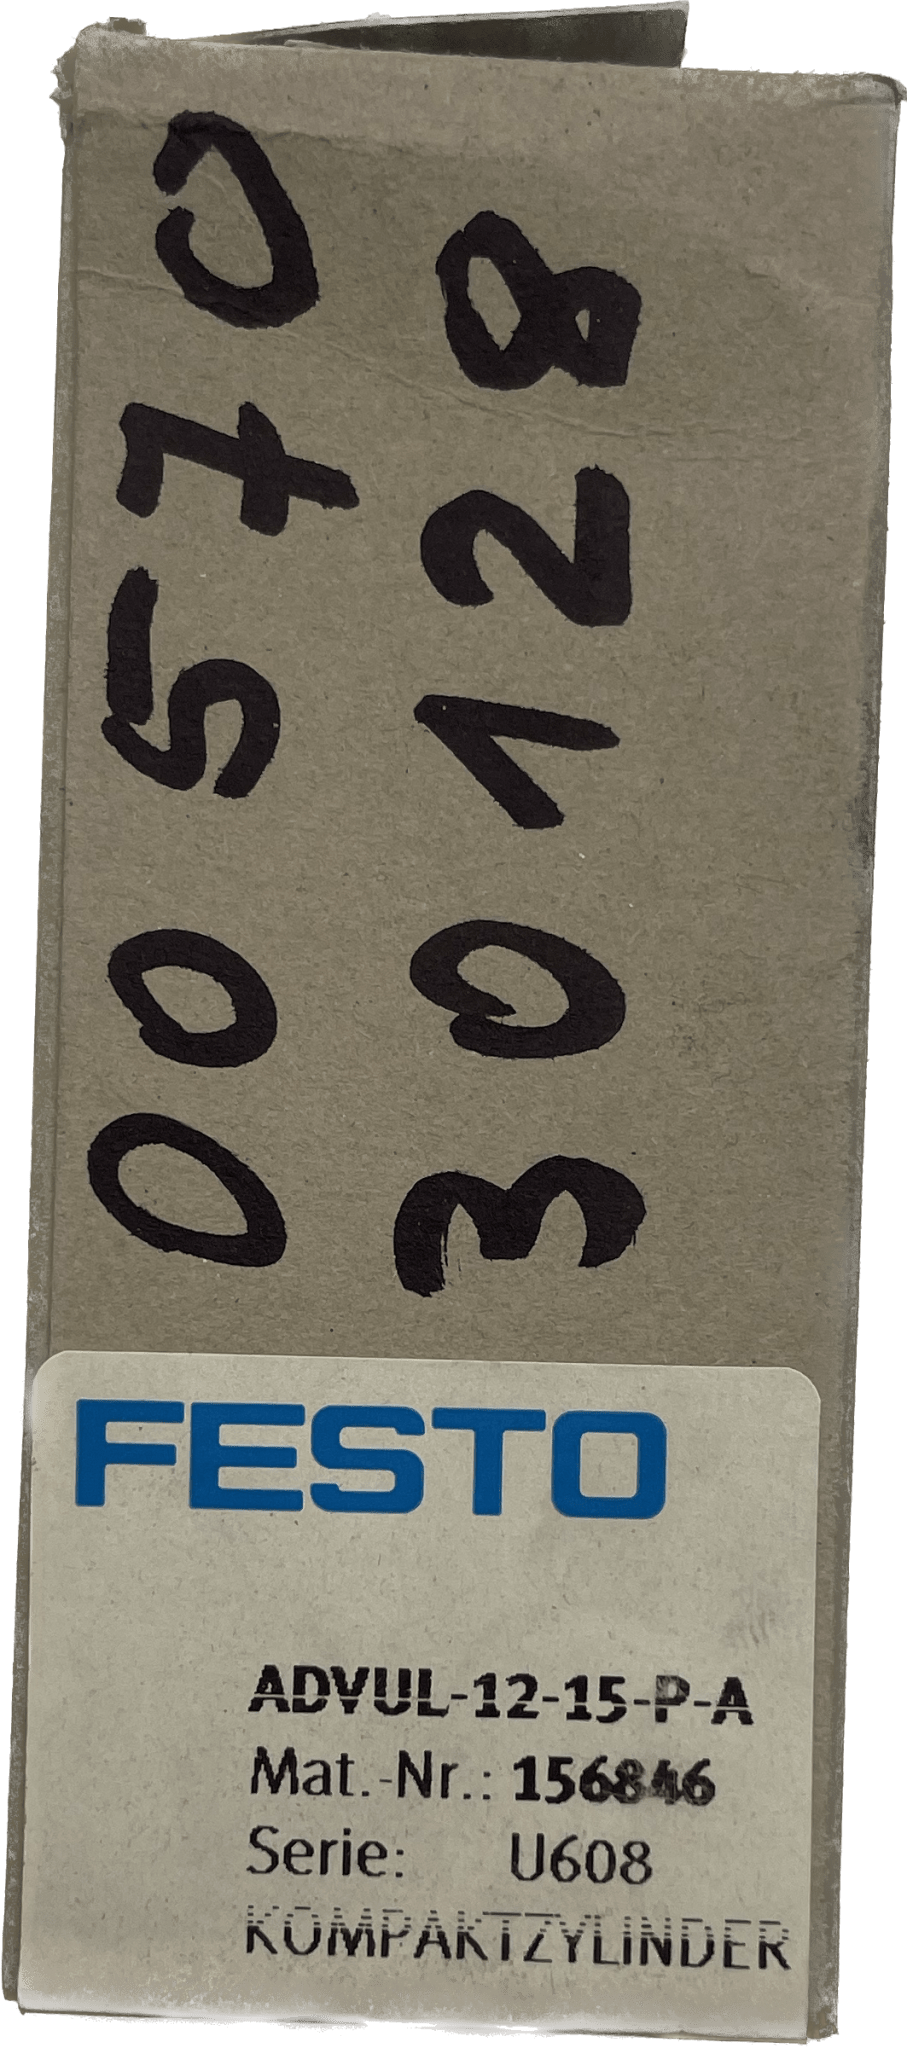 00570
30128
FESTO
ADVUL-12-15-P-A
Mat.-Nr.: 156846
Serie: U608
KOMPAKTZYLINDER